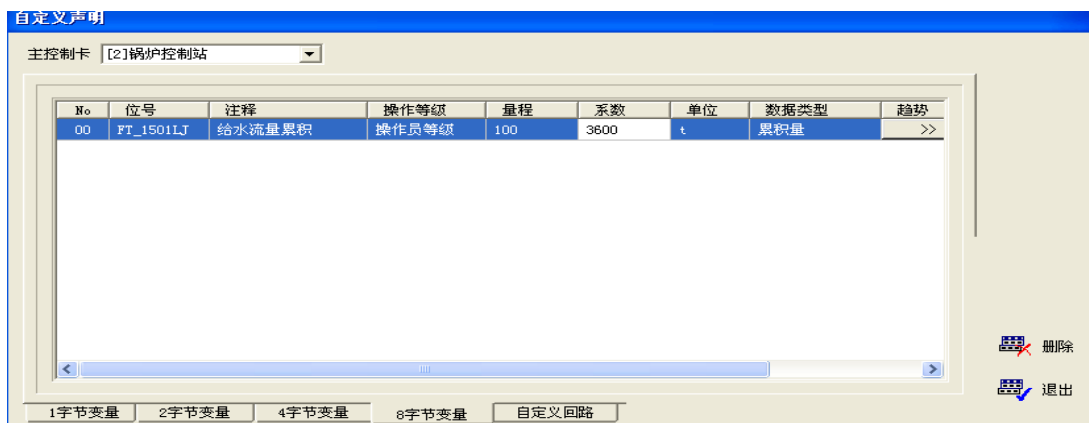 自定义声明
主控制卡 [2]锅炉控制站
No 位号 注释 操作等级 量程 系数 单位 数据类型 趋势
00 FT_1501LJ 给水流量累积 操作员等级 100 3600 t 累积量 >>
删除
退出
1字节变量 2字节变量 4字节变量 8字节变量 自定义回路